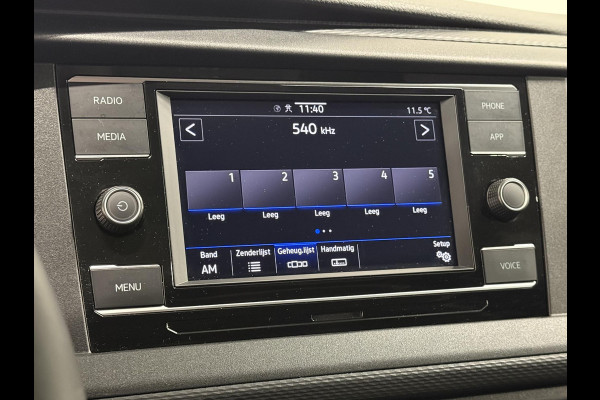 RADIO
MEDIA
MENU
11:40
11.5 °C
540 kHz
1 2 3 4 5
Leeg Leeg Leeg Leeg Leeg
Band Zenderlijst Geheug.lijst Handmatig Setup
AM
PHONE
APP
VOICE